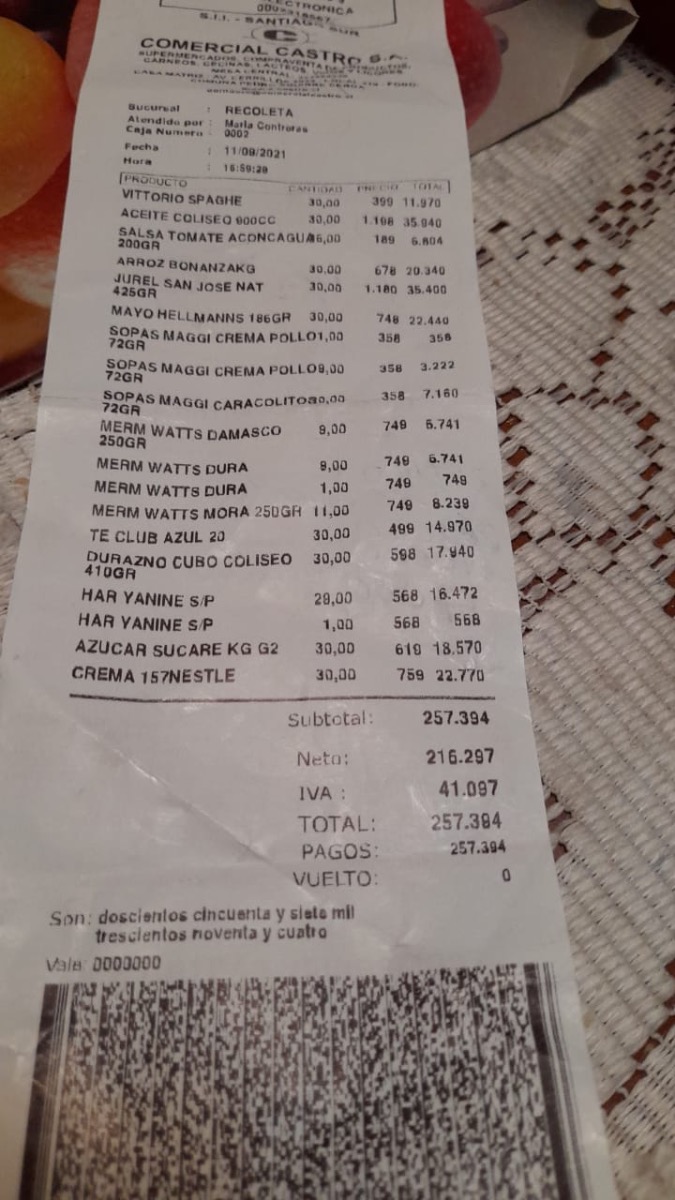 ELECTRONICA
S.I.I. - SANTIAGO SUR
C
COMERCIAL CASTRO S.A.
Sucursal : RECOLETA
Atendido por : Maria Contreras
Caja Numero : 0002
Fecha : 11/09/2021
Hora : 16:59:29
PRODUCTO CANTIDAD PRECIO TOTAL
VITTORIO SPAGHE 30,00 399 11.970
ACEITE COLISEO 900CC 30,00 1.198 35.940
SALSA TOMATE ACONCAGUA 36,00 189 6.804
200GR
ARROZ BONANZAKG 30,00 678 20.340
JUREL SAN JOSE NAT 30,00 1.180 35.400
425GR
MAYO HELLMANNS 186GR 30,00 748 22.440
SOPAS MAGGI CREMA POLLO1,00 358 358
72GR
SOPAS MAGGI CREMA POLLO9,00 358 3.222
72GR
SOPAS MAGGI CARACOLITO20,00 358 7.160
72GR
MERM WATTS DAMASCO 9,00 749 6.741
250GR
MERM WATTS DURA 9,00 749 6.741
MERM WATTS DURA 1,00 749 749
MERM WATTS MORA 250GR 11,00 749 8.239
TE CLUB AZUL 20 30,00 499 14.970
DURAZNO CUBO COLISEO 30,00 598 17.940
410GR
HAR YANINE S/P 29,00 568 16.472
HAR YANINE S/P 1,00 568 568
AZUCAR SUCARE KG G2 30,00 619 18.570
CREMA 157NESTLE 30,00 759 22.770
Subtotal: 257.394
Neto: 216.297
IVA : 41.097
TOTAL: 257.394
PAGOS: 257.394
VUELTO: 0
Son: doscientos cincuenta y siete mil
trescientos noventa y cuatro
Vale 0000000